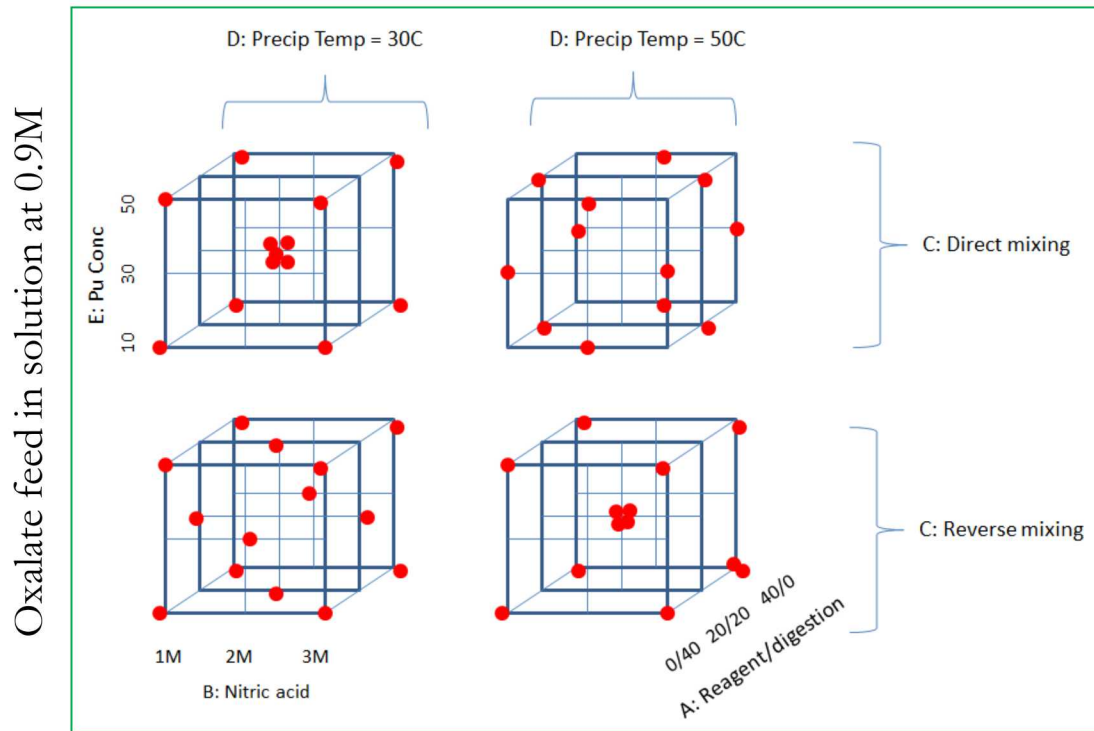 Oxalate feed in solution at 0.9M
D: Precip Temp = 30C
D: Precip Temp = 50C
E: Pu Conc
50
30
10
C: Direct mixing
C: Reverse mixing
1M 2M 3M
B: Nitric acid
0/40 20/20 40/0
A: Reagent/digestion